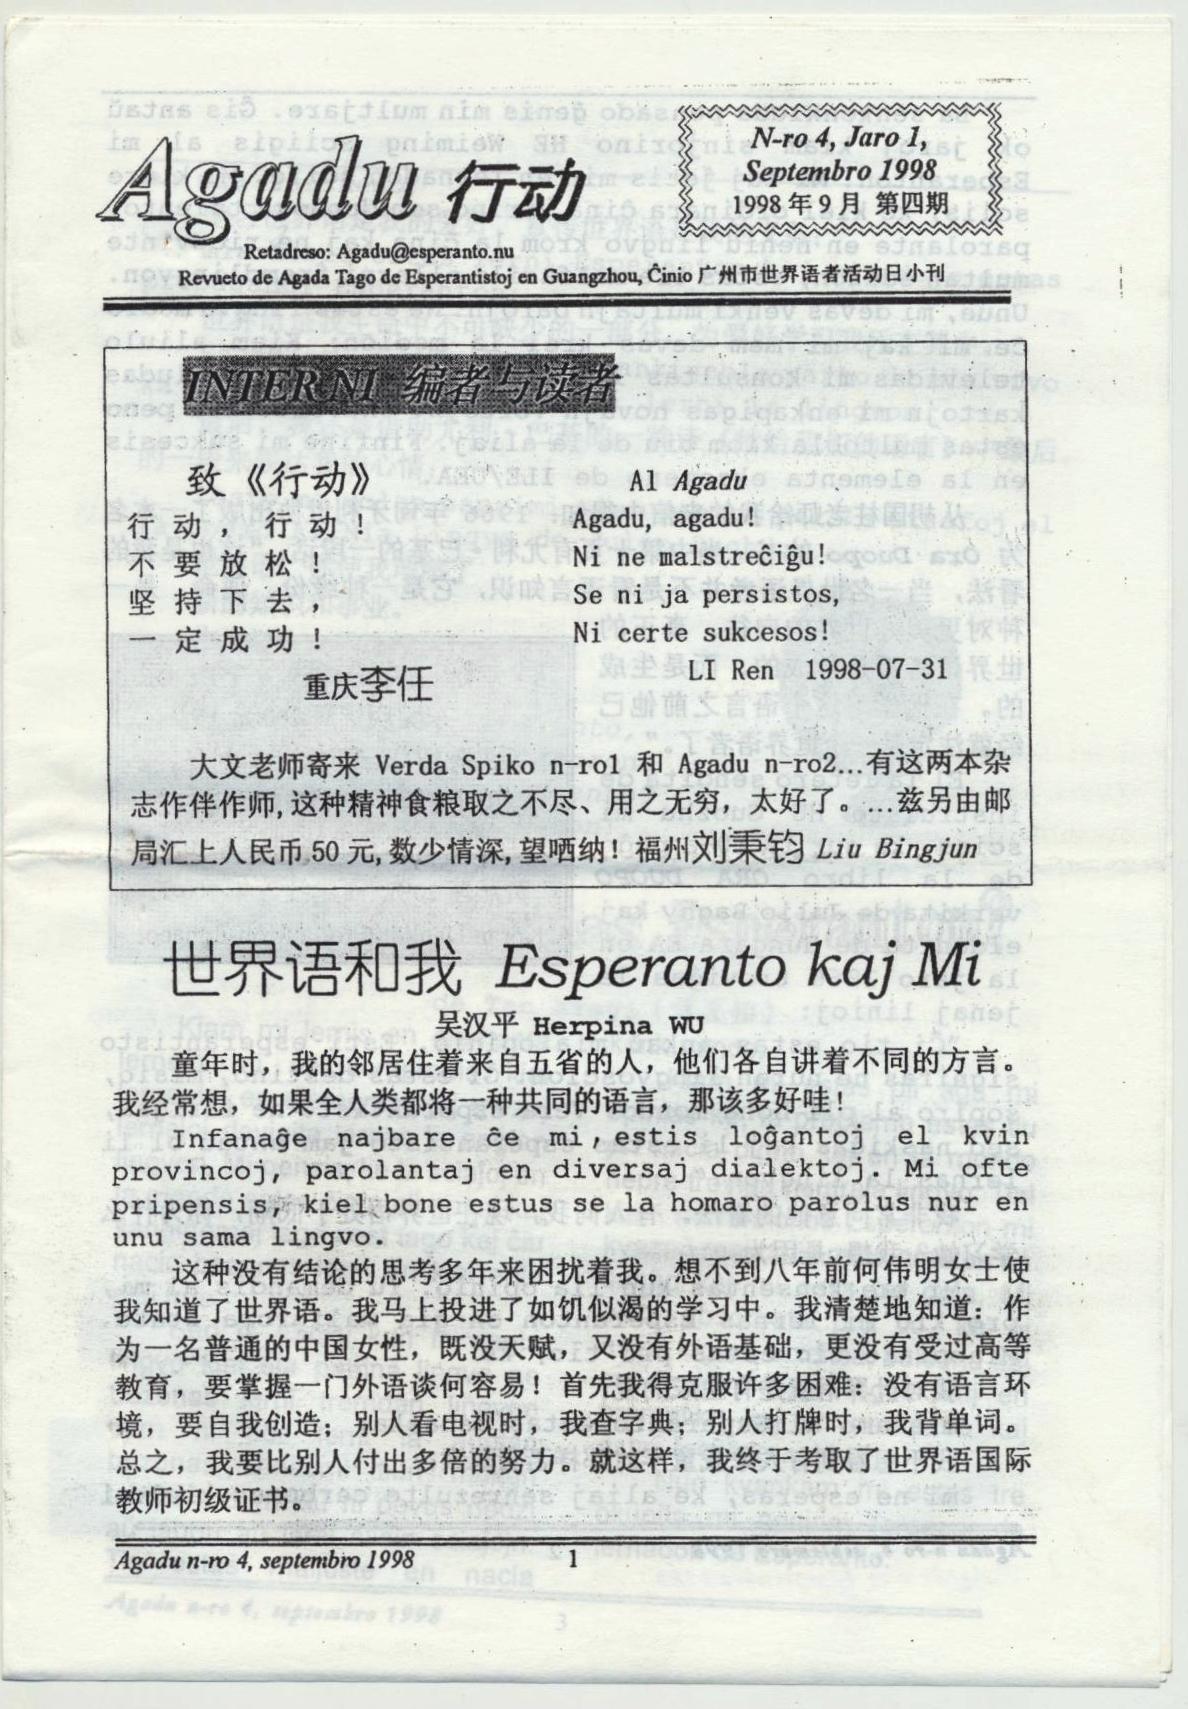 Agadu 行动
N-ro 4, Jaro 1,
Septembro 1998
1998 年 9 月 第四期
Retadreso: Agadu@esperanto.nu
Revueto de Agada Tago de Esperantistoj en Guangzhou, Ĉinio 广州市世界语者活动日小刊
INTER NI 编者与读者
致《行动》
行动，行动！
不要放松！
坚持下去，
一定成功！
重庆李任
Al Agadu
Agadu, agadu!
Ni ne malstreĉiĝu!
Se ni ja persistos,
Ni certe sukcesos!
LI Ren 1998-07-31
大文老师寄来 Verda Spiko n-ro1 和 Agadu n-ro2...有这两本杂
志作伴作师,这种精神食粮取之不尽、用之无穷，太好了。...兹另由邮
局汇上人民币50元,数少情深,望哂纳！福州刘秉钧 Liu Bingjun
世界语和我 Esperanto kaj Mi
吴汉平 Herpina WU
童年时，我的邻居住着来自五省的人，他们各自讲着不同的方言。
我经常想，如果全人类都将一种共同的语言，那该多好哇！
Infanaĝe najbare ĉe mi, estis loĝantoj el kvin
provincoj, parolantaj en diversaj dialektoj. Mi ofte
pripensis, kiel bone estus se la homaro parolus nur en
unu sama lingvo.
这种没有结论的思考多年来困扰着我。想不到八年前何伟明女士使
我知道了世界语。我马上投进了如饥似渴的学习中。我清楚地知道：作
为一名普通的中国女性，既没天赋，又没有外语基础，更没有受过高等
教育，要掌握一门外语谈何容易！首先我得克服许多困难：没有语言环
境，要自我创造；别人看电视时，我查字典；别人打牌时，我背单词。
总之，我要比别人付出多倍的努力。就这样，我终于考取了世界语国际
教师初级证书。
Agadu n-ro 4, septembro 1998 1